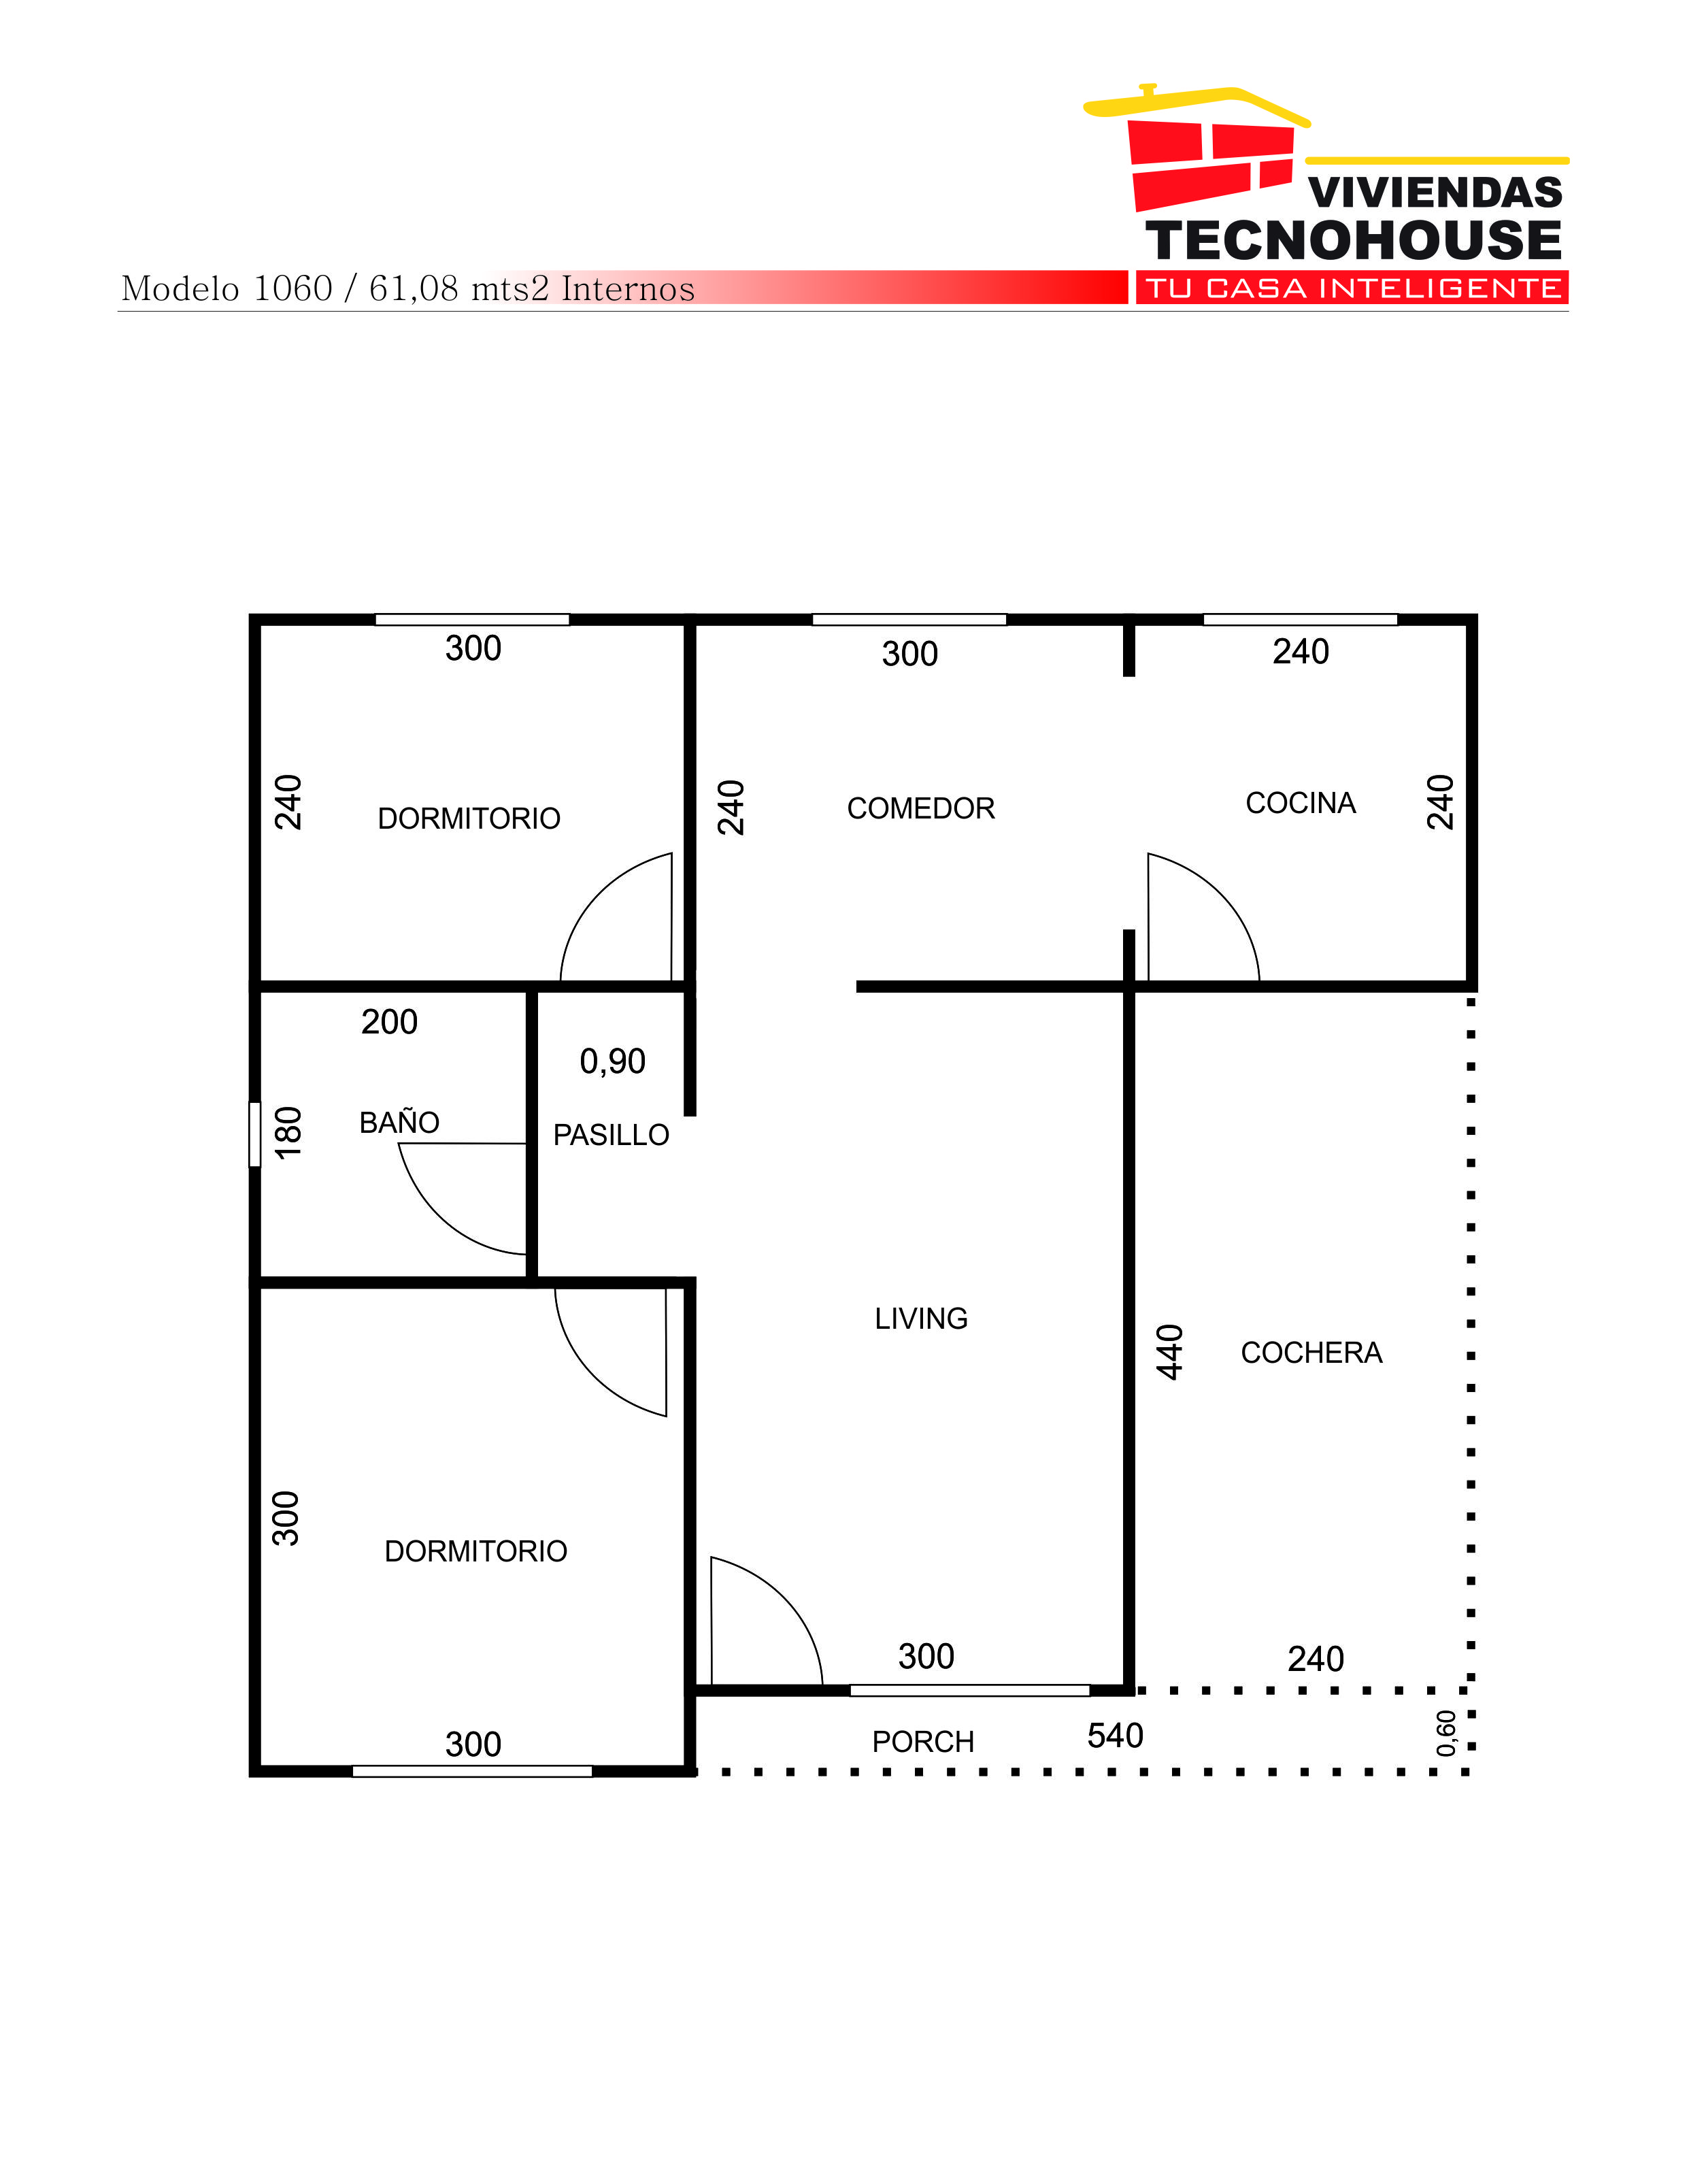 VIVIENDAS
TECNOHOUSE
TU CASA INTELIGENTE
Modelo 1060 / 61,08 mts2 Internos
300
300
240
240
DORMITORIO
240
COMEDOR
COCINA
240
200
0,90
180
BAÑO
PASILLO
LIVING
440
COCHERA
300
DORMITORIO
300
240
300
PORCH
540
0,60